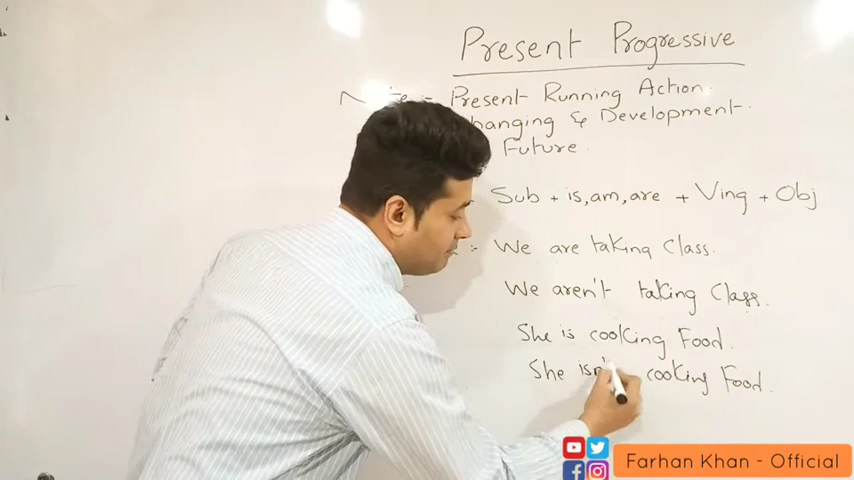 Present Progressive
Present Running Action.
hanging & Development.
Future.
Sub + is, am, are + Ving + Obj
:- We are taking Class.
We aren't taking Class.
She is cooking Food.
She isn't cooking Food.
Farhan Khan - Official